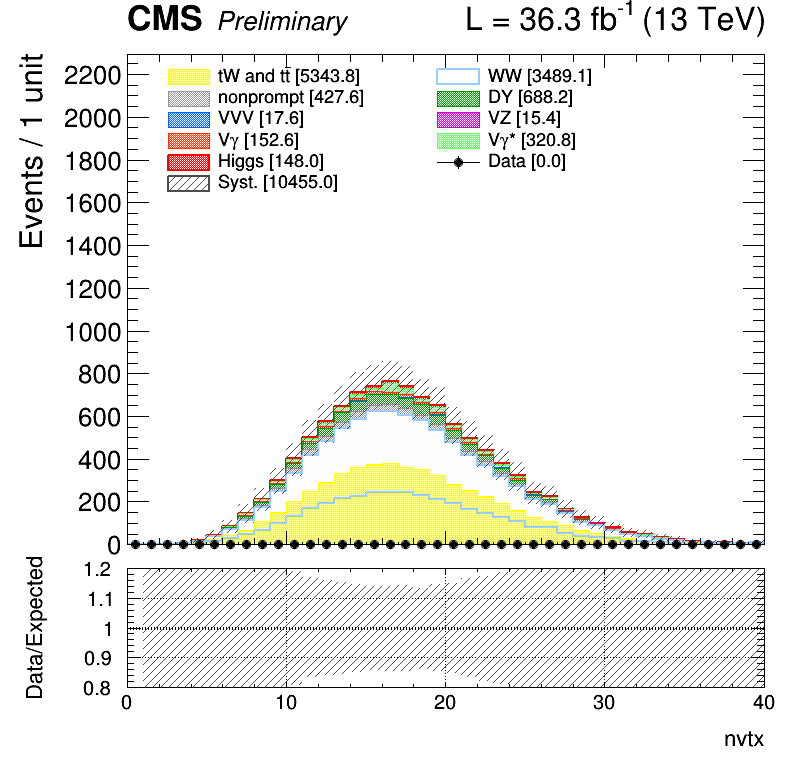 CMS Preliminary L = 36.3 fb⁻¹ (13 TeV)
Events / 1 unit
2200
2000
1800
1600
1400
1200
1000
800
600
400
200
0
tW and tt̄ [5343.8]
WW [3489.1]
nonprompt [427.6]
DY [688.2]
VVV [17.6]
VZ [15.4]
Vγ [152.6]
Vγ* [320.8]
Higgs [148.0]
Data [0.0]
Syst. [10455.0]
Data/Expected
1.2
1.1
1
0.9
0.8
0 10 20 30 40
nvtx